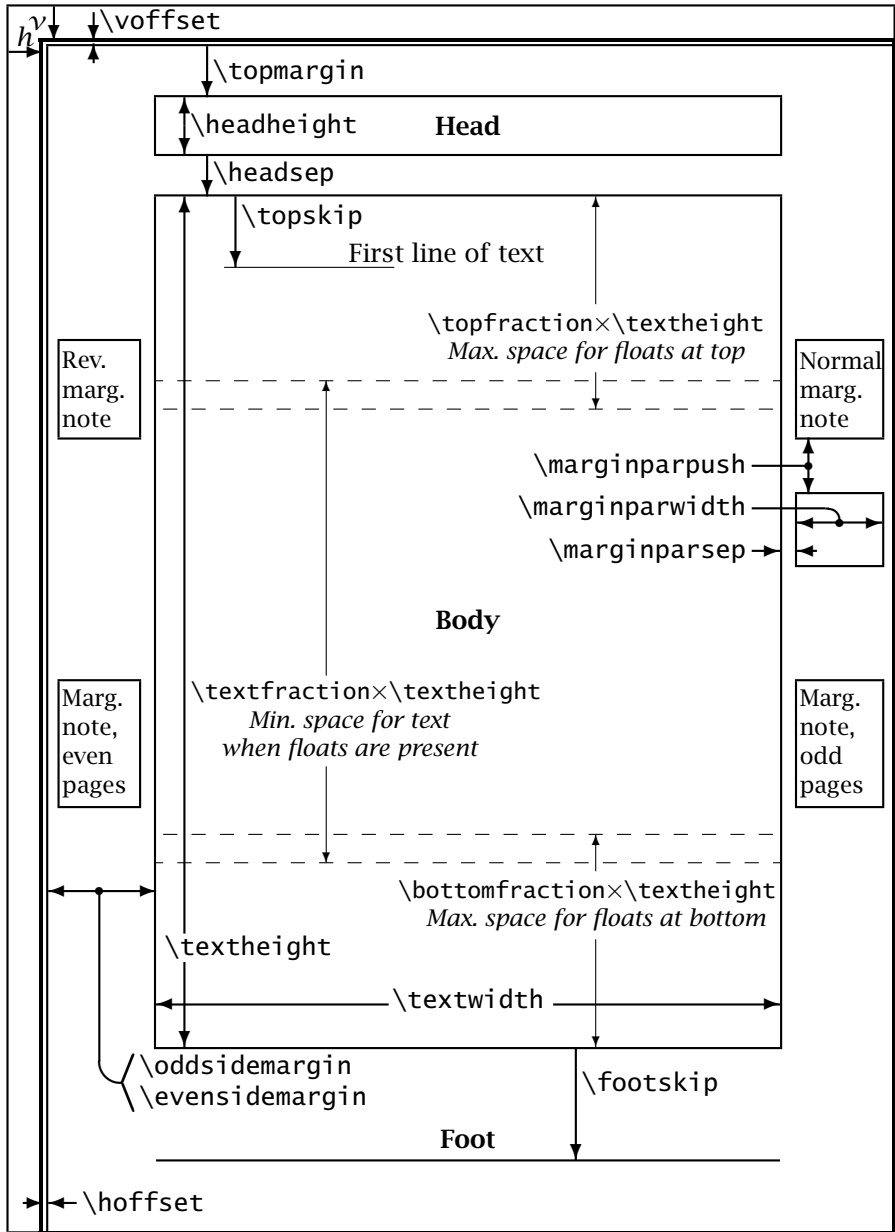 ν
\voffset
h
\topmargin
\headheight
Head
\headsep
\topskip
First line of text
\topfraction×\textheight
Max. space for floats at top
Rev.
marg.
note
Normal
marg.
note
\marginparpush
\marginparwidth
\marginparsep
Body
\textfraction×\textheight
Min. space for text
when floats are present
Marg.
note,
even
pages
Marg.
note,
odd
pages
\bottomfraction×\textheight
Max. space for floats at bottom
\textheight
\textwidth
\oddsidemargin
\evensidemargin
\footskip
Foot
\hoffset